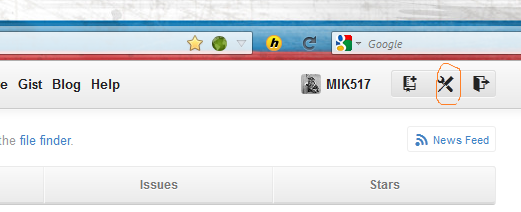 Google
e Gist Blog Help MIK517
the file finder. News Feed
Issues Stars